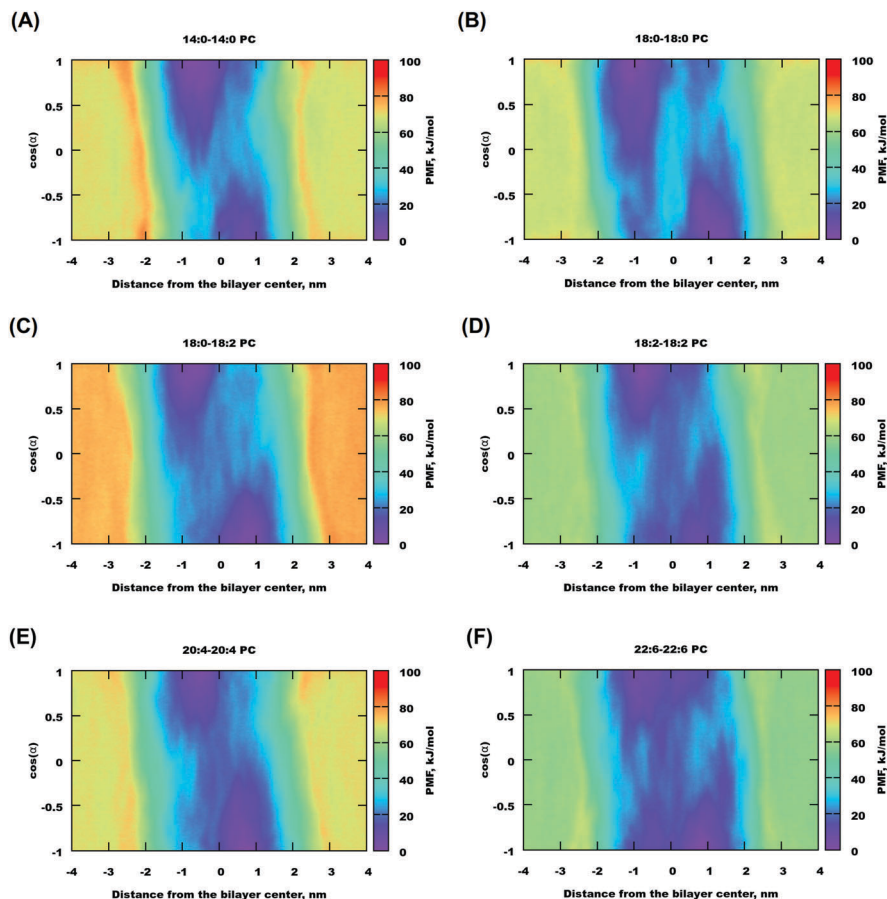 (A)
14:0-14:0 PC
cos(α)
1
0.5
0
-0.5
-1
-4 -3 -2 -1 0 1 2 3 4
Distance from the bilayer center, nm
100
80
60
40
20
0
PMF, kJ/mol
(B)
18:0-18:0 PC
cos(α)
1
0.5
0
-0.5
-1
-4 -3 -2 -1 0 1 2 3 4
Distance from the bilayer center, nm
100
80
60
40
20
0
PMF, kJ/mol
(C)
18:0-18:2 PC
cos(α)
1
0.5
0
-0.5
-1
-4 -3 -2 -1 0 1 2 3 4
Distance from the bilayer center, nm
100
80
60
40
20
0
PMF, kJ/mol
(D)
18:2-18:2 PC
cos(α)
1
0.5
0
-0.5
-1
-4 -3 -2 -1 0 1 2 3 4
Distance from the bilayer center, nm
100
80
60
40
20
0
PMF, kJ/mol
(E)
20:4-20:4 PC
cos(α)
1
0.5
0
-0.5
-1
-4 -3 -2 -1 0 1 2 3 4
Distance from the bilayer center, nm
100
80
60
40
20
0
PMF, kJ/mol
(F)
22:6-22:6 PC
cos(α)
1
0.5
0
-0.5
-1
-4 -3 -2 -1 0 1 2 3 4
Distance from the bilayer center, nm
100
80
60
40
20
0
PMF, kJ/mol